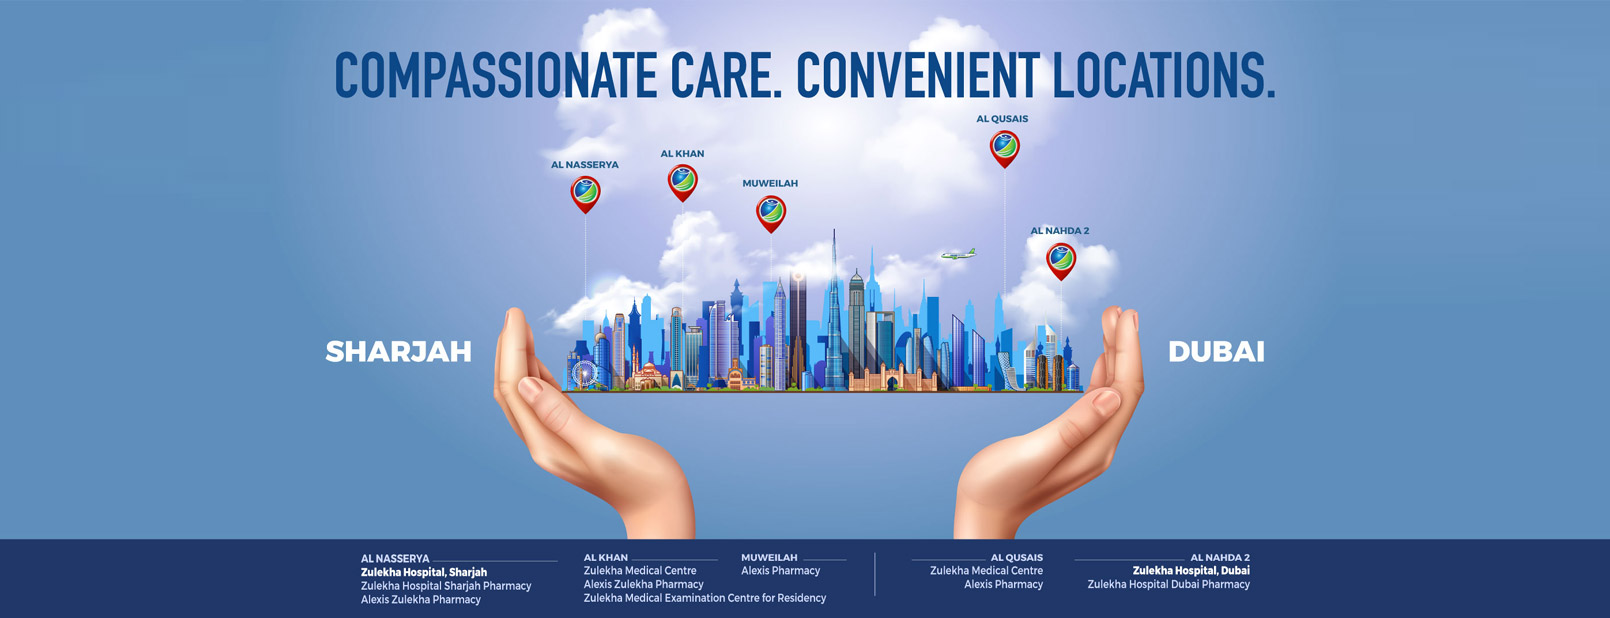 COMPASSIONATE CARE. CONVENIENT LOCATIONS.
AL QUSAIS
AL KHAN
AL NASSERYA
MUWEILAH
AL NAHDA 2
SHARJAH
DUBAI
AL NASSERYA
Zulekha Hospital, Sharjah
Zulekha Hospital Sharjah Pharmacy
Alexis Zulekha Pharmacy
AL KHAN
Zulekha Medical Centre
Alexis Zulekha Pharmacy
Zulekha Medical Examination Centre for Residency
MUWEILAH
Alexis Pharmacy
AL QUSAIS
Zulekha Medical Centre
Alexis Pharmacy
AL NAHDA 2
Zulekha Hospital, Dubai
Zulekha Hospital Dubai Pharmacy